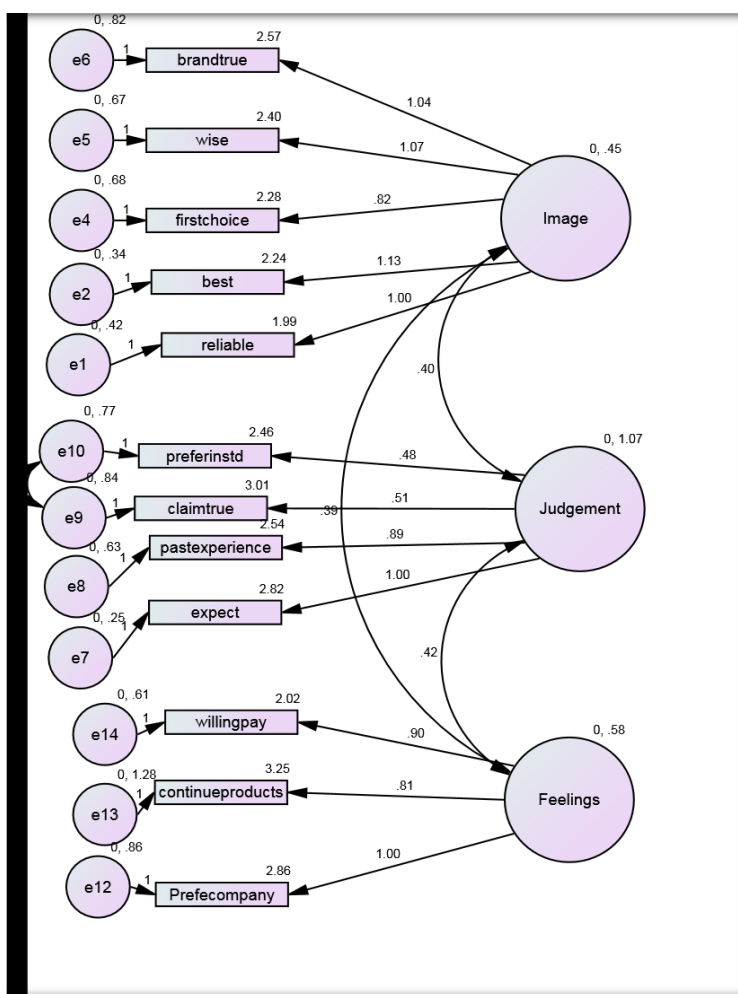 0, .82
e6
1
2.57
brandtrue
1.04
0, .67
e5
1
2.40
wise
1.07
0, .45
Image
0, .68
e4
1
2.28
firstchoice
.82
0, .34
e2
1
2.24
best
1.13
0, .42
e1
1
1.99
reliable
1.00
.40
0, .77
e10
1
2.46
preferinstd
.48
0, 1.07
Judgement
0, .84
e9
1
3.01
claimtrue
.51
.39
0, .63
e8
1
2.54
pastexperience
.89
0, .25
e7
1
2.82
expect
1.00
.42
0, .61
e14
1
2.02
willingpay
.90
0, .58
Feelings
0, 1.28
e13
1
3.25
continueproducts
.81
0, .86
e12
1
2.86
Prefecompany
1.00